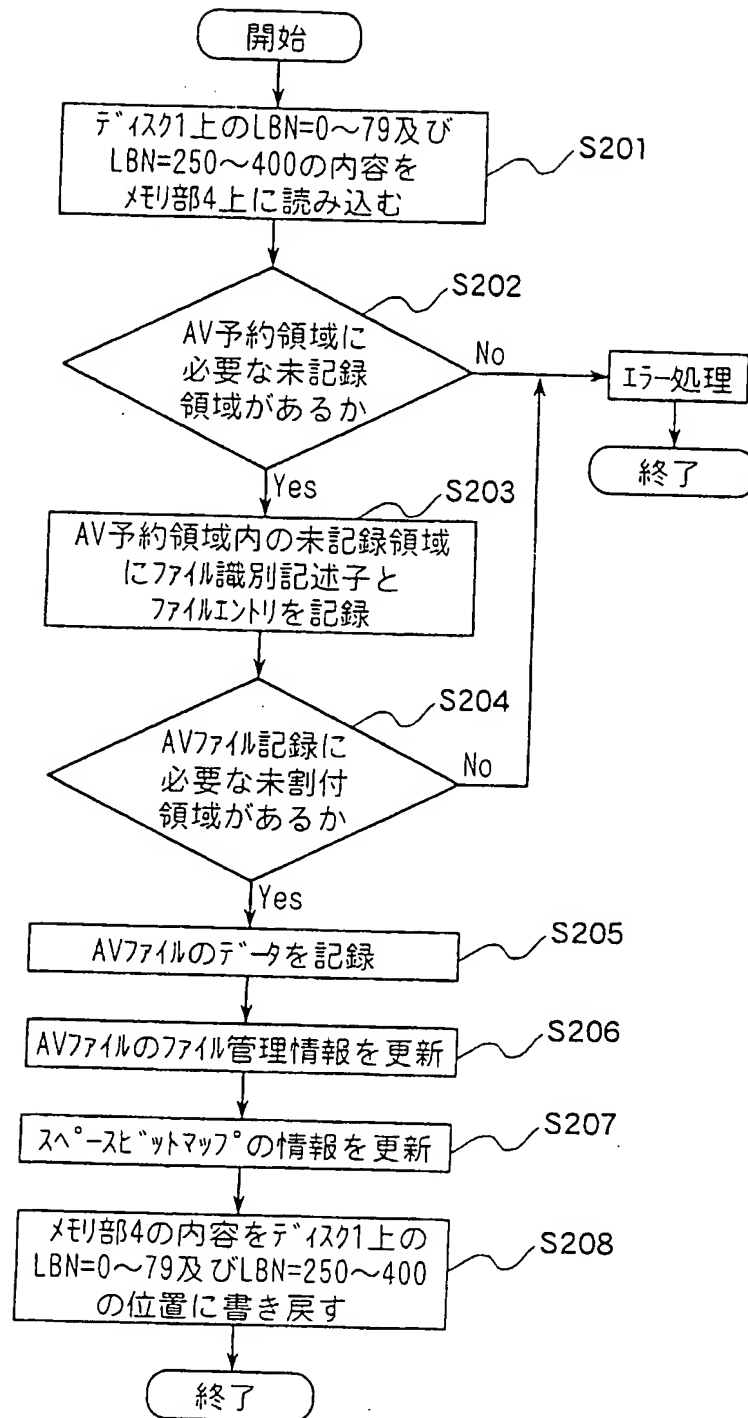 開始
ディスク1上のLBN=0〜79及び
LBN=250〜400の内容を
メモリ部4上に読み込む
S201
S202
AV予約領域に
必要な未記録
領域があるか
No
エラー処理
終了
Yes
S203
AV予約領域内の未記録領域
にファイル識別記述子と
ファイルエントリを記録
S204
AVファイル記録に
必要な未割付
領域があるか
No
Yes
AVファイルのデータを記録
S205
AVファイルのファイル管理情報を更新
S206
スペースビットマップの情報を更新
S207
メモリ部4の内容をディスク1上の
LBN=0〜79及びLBN=250〜400
の位置に書き戻す
S208
終了